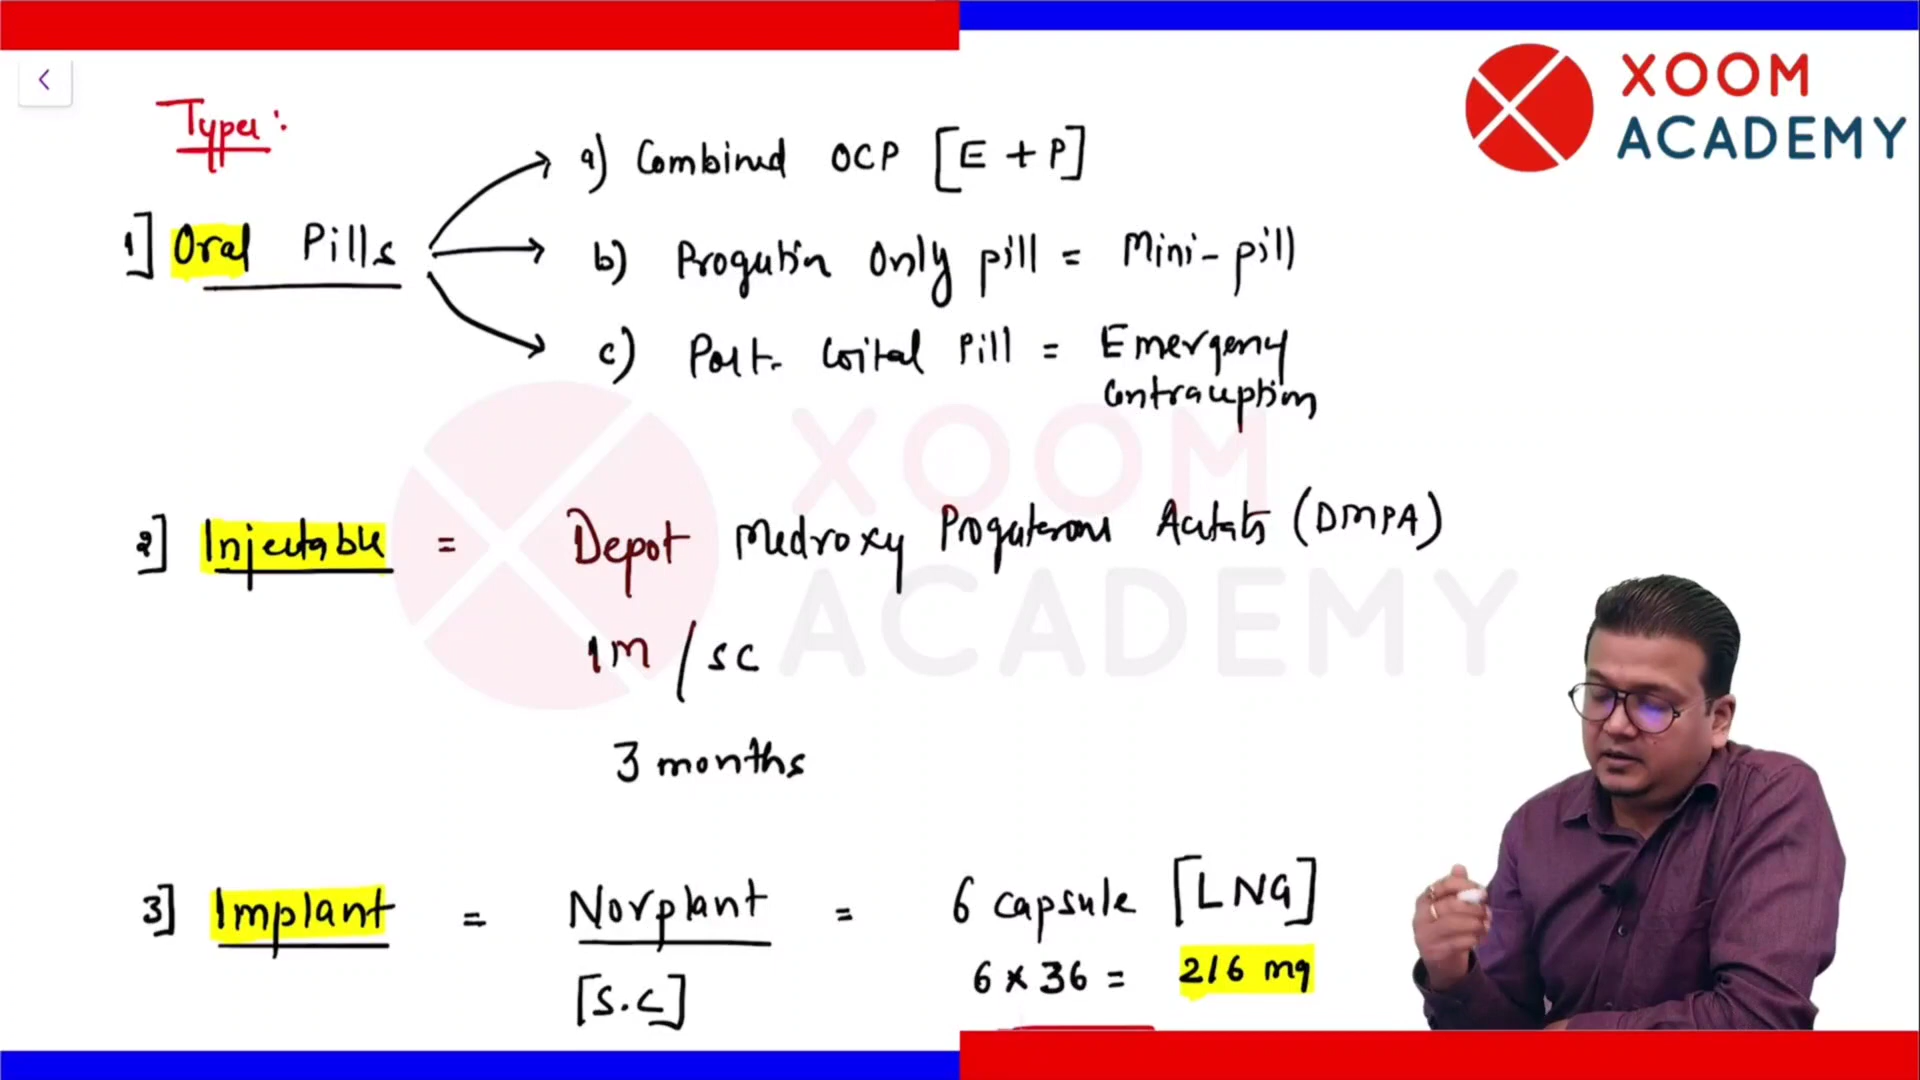 XOOM
ACADEMY
Types:
1] Oral Pills
a) Combined OCP [E + P]
b) Progestin Only pill = Mini-pill
c) Post. Coital Pill = Emergency
Contraception
2] Injectable = Depot Medroxy Progesterone Acetate (DMPA)
IM / SC
3 months
3] Implant = Norplant = 6 capsule [LNG]
[S.C]
6 × 36 = 216 mg
XOOM
ACADEMY